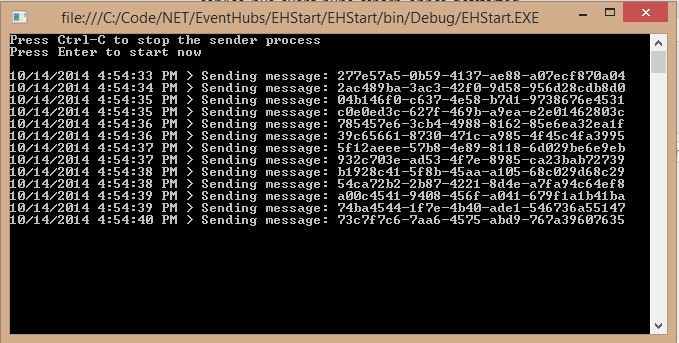 file:///C:/Code/NET/EventHubs/EHStart/EHStart/bin/Debug/EHStart.EXE
Press Ctrl-C to stop the sender process
Press Enter to start now
10/14/2014 4:54:33 PM > Sending message: 277e57a5-0b59-4137-ae88-a07ecf870a04
10/14/2014 4:54:34 PM > Sending message: 2ac489ba-3ac3-42f0-9d58-956d28cdb8d0
10/14/2014 4:54:35 PM > Sending message: 04b146f0-c637-4e58-b7d1-9738676e4531
10/14/2014 4:54:35 PM > Sending message: c0e0ed3c-627f-469b-a9ea-e2e01462803c
10/14/2014 4:54:36 PM > Sending message: 785457e6-3cb4-4988-8162-85e6ea32ea1f
10/14/2014 4:54:36 PM > Sending message: 39c65661-8730-471c-a985-4f45c4fa3995
10/14/2014 4:54:37 PM > Sending message: 5f12aeee-57b8-4e89-8118-6d029be6e9eb
10/14/2014 4:54:37 PM > Sending message: 932c703e-ad53-4f7e-8985-ca23bab72739
10/14/2014 4:54:38 PM > Sending message: b1928c41-5f8b-45aa-a105-68c029d68c29
10/14/2014 4:54:38 PM > Sending message: 54ca72b2-2b87-4221-8d4e-a7fa94c64ef8
10/14/2014 4:54:39 PM > Sending message: a00c4541-9408-456f-a041-679f1a1b41ba
10/14/2014 4:54:39 PM > Sending message: 74ba4544-1f7e-4b40-ade1-546736a55147
10/14/2014 4:54:40 PM > Sending message: 73c7f7c6-7aa6-4575-abd9-767a39607635